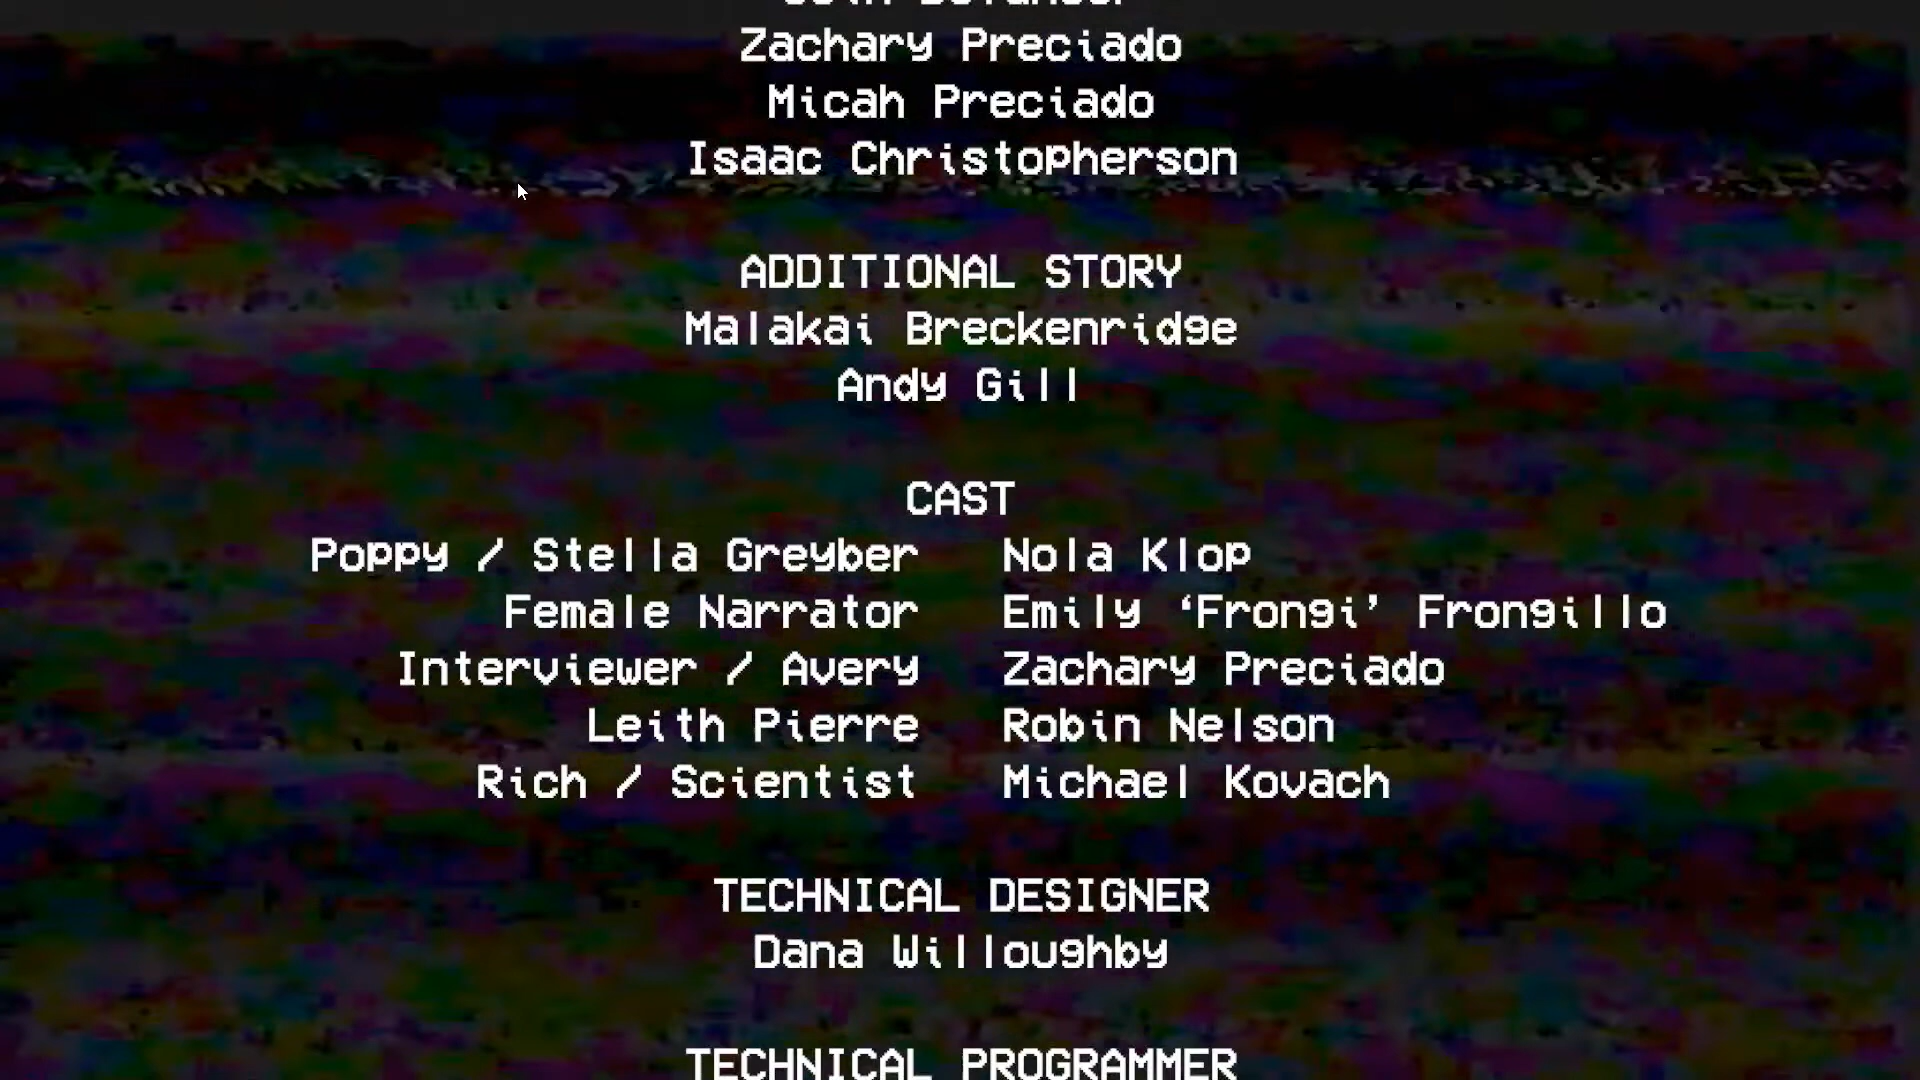 Zachary Preciado
Micah Preciado
Isaac Christopherson
ADDITIONAL STORY
Malakai Breckenridge
Andy Gill
CAST
Poppy / Stella Greyber Nola Klop
Female Narrator Emily ‘Frongi’ Frongillo
Interviewer / Avery Zachary Preciado
Leith Pierre Robin Nelson
Rich / Scientist Michael Kovach
TECHNICAL DESIGNER
Dana Willoughby
TECHNICAL PROGRAMMER